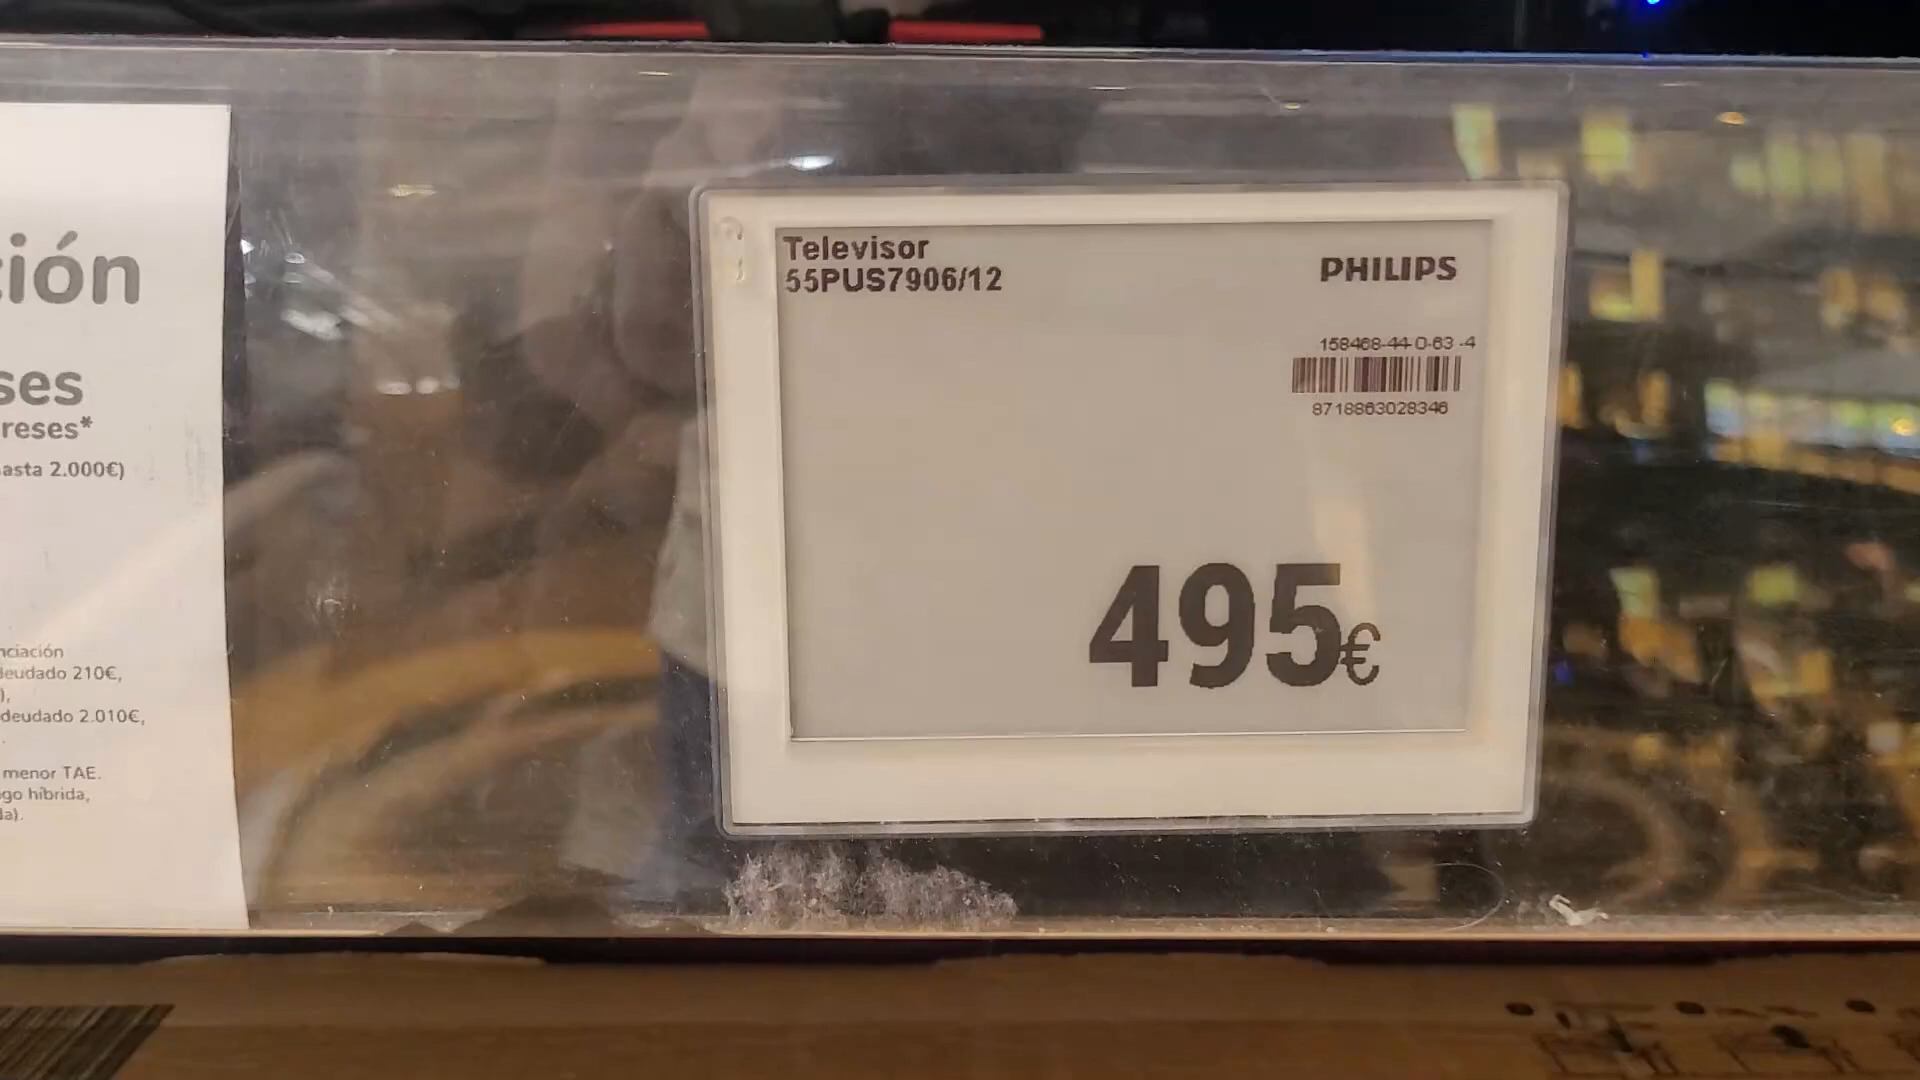 ción
ses
reses*
asta 2.000€)
nciación
deudado 210€,
),
deudado 2.010€,
.
menor TAE.
go híbrida,
da).
Televisor
55PUS7906/12
PHILIPS
158468-44-0-63 -4
8718863028346
495€